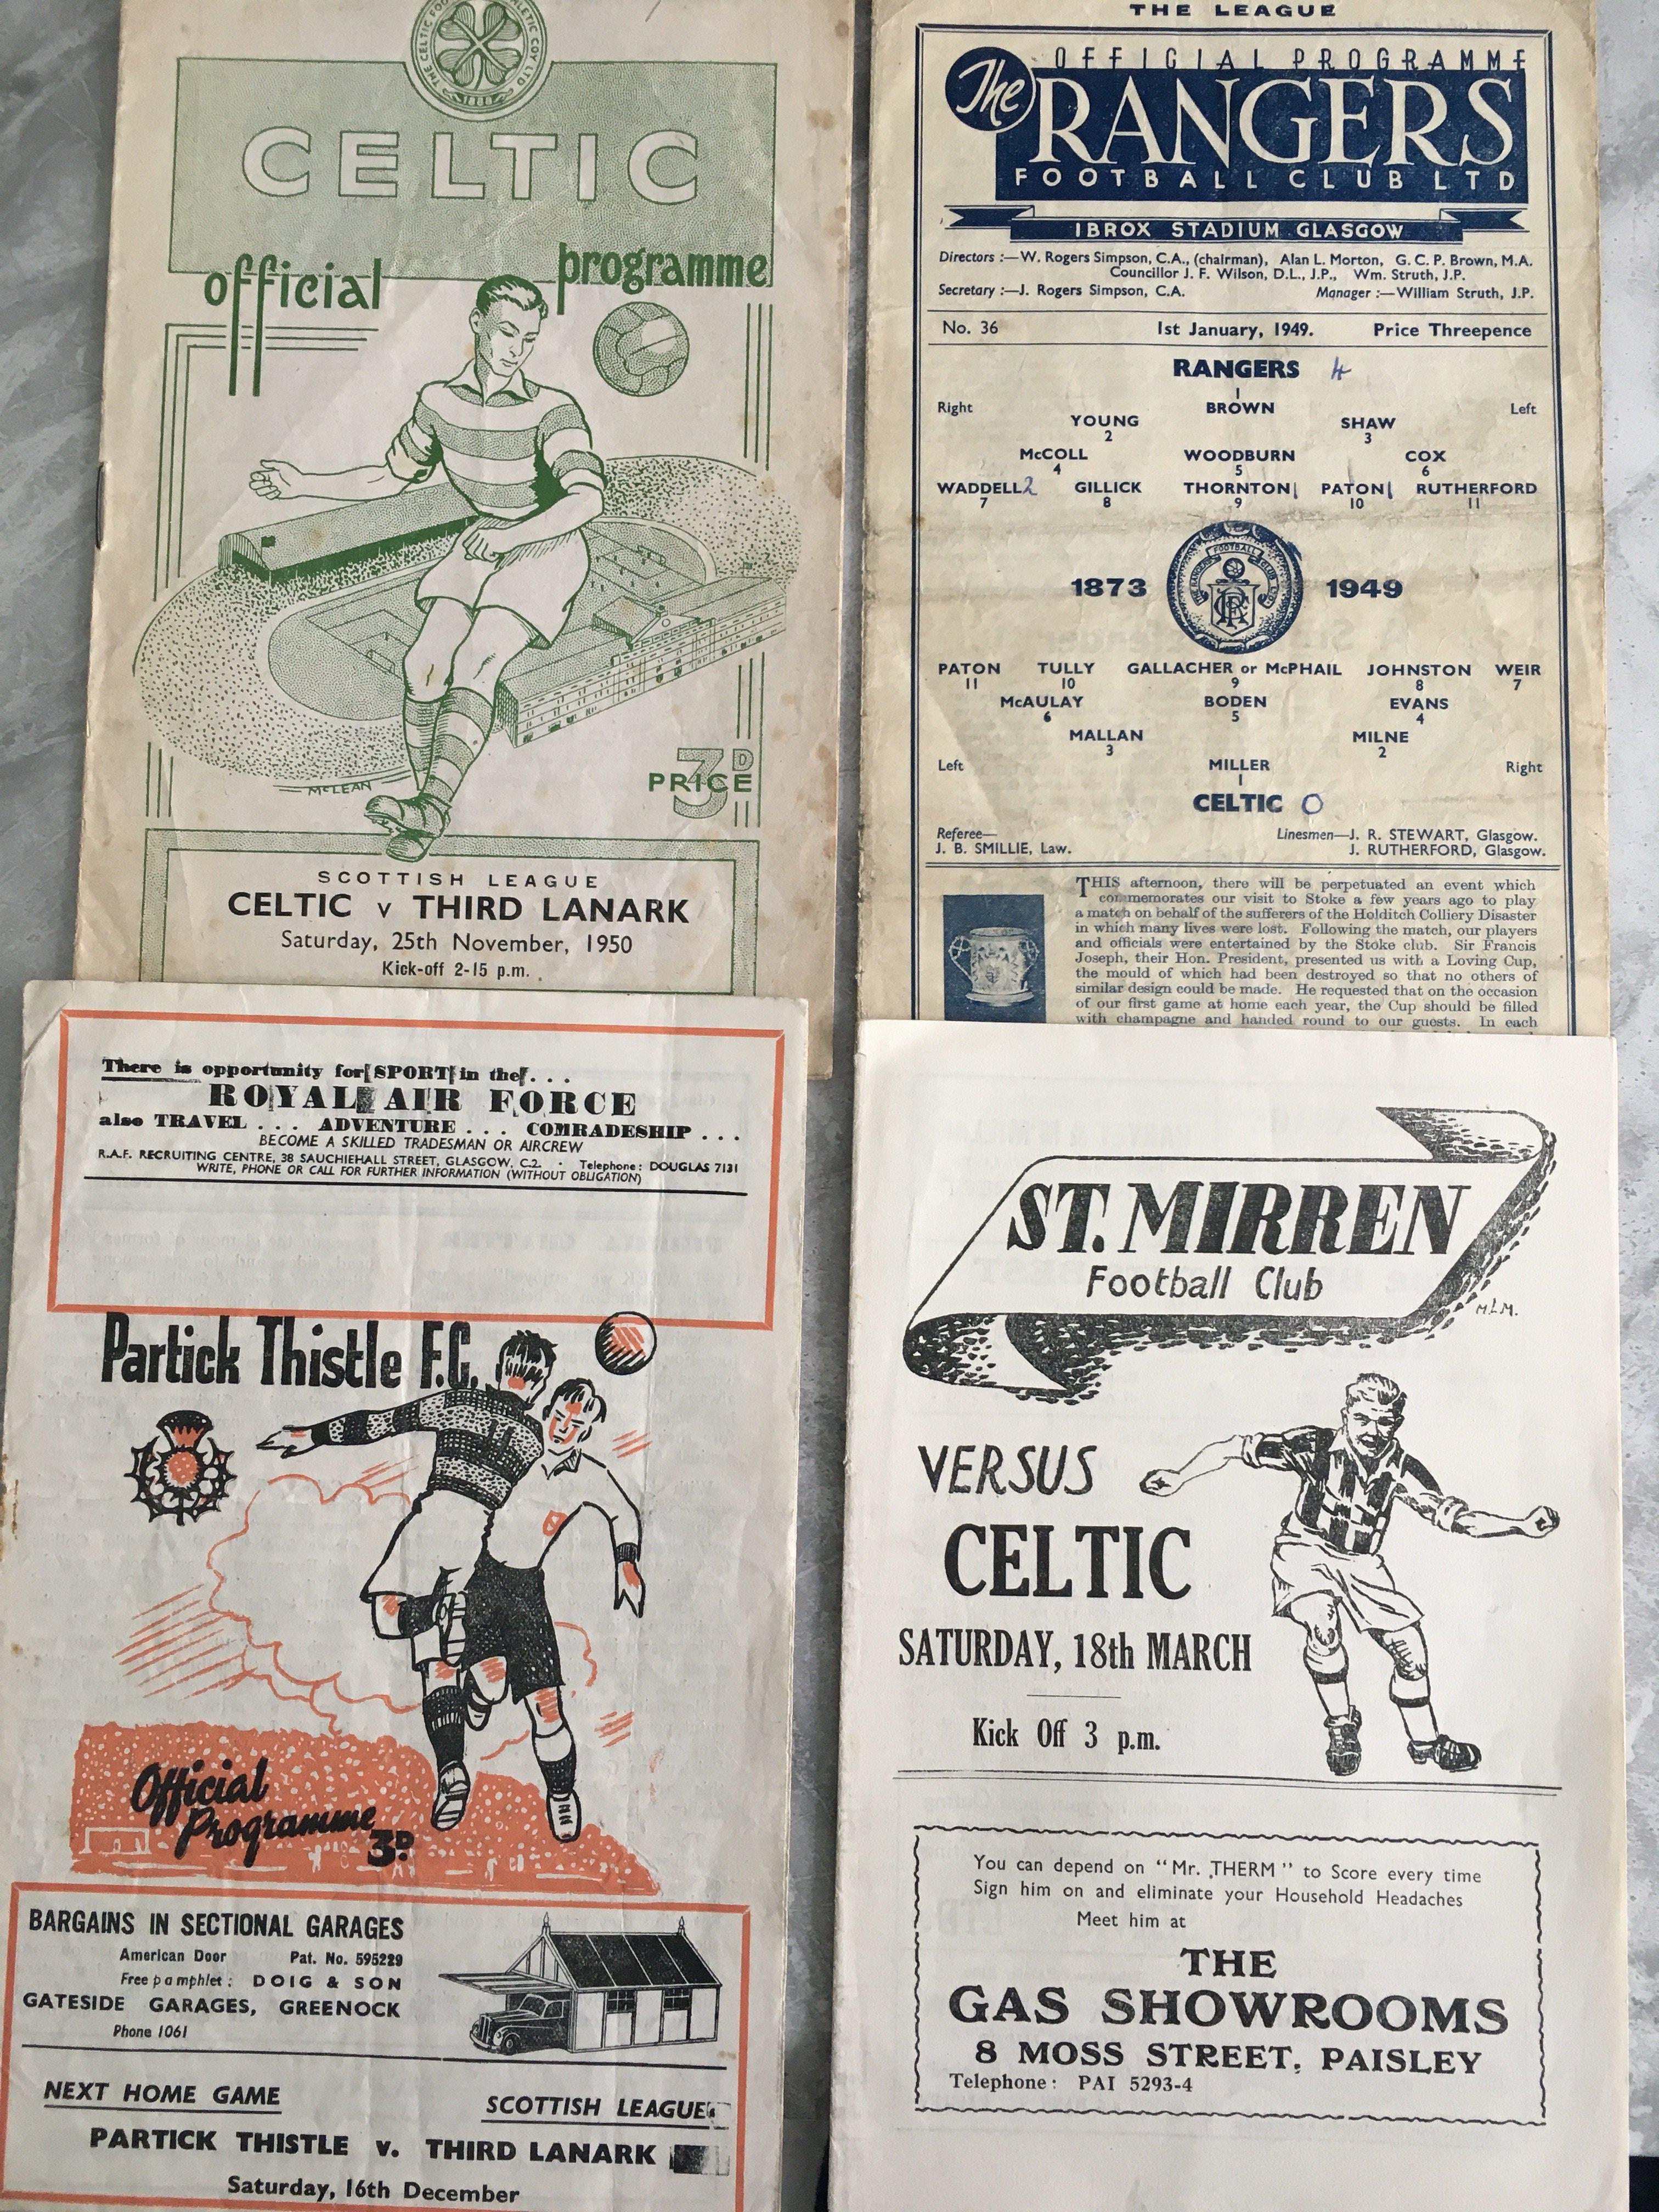 THE CELTIC FOOTBALL ATHLETIC COY LTD
CELTIC
official programme
McLEAN
PRICE 3D
SCOTTISH LEAGUE
CELTIC v THIRD LANARK
Saturday, 25th November, 1950
Kick-off 2-15 p.m.
THE LEAGUE
OFFICIAL PROGRAMME
The RANGERS
FOOTBALL CLUB LTD
IBROX STADIUM GLASGOW
Directors :—W. Rogers Simpson, C.A., (chairman), Alan L. Morton, G. C. P. Brown, M.A.
Councillor J. F. Wilson, D.L., J.P., Wm. Struth, J.P.
Secretary :—J. Rogers Simpson, C.A. Manager :—William Struth, J.P.
No. 36 1st January, 1949. Price Threepence
RANGERS 4
1
Right BROWN Left
YOUNG SHAW
2 3
McCOLL WOODBURN COX
4 5 6
WADDELL 2 GILLICK THORNTON 1 PATON 1 RUTHERFORD
7 8 9 10 11
FOOTBALL
1873 1949
PATON TULLY GALLACHER or McPHAIL JOHNSTON WEIR
11 10 9 8 7
McAULAY BODEN EVANS
6 5 4
MALLAN MILNE
3 2
Left MILLER Right
1
CELTIC 0
Referee— Linesmen—J. R. STEWART, Glasgow.
J. B. SMILLIE, Law. J. RUTHERFORD, Glasgow.
THIS afternoon, there will be perpetuated an event which
commemorates our visit to Stoke a few years ago to play
a match on behalf of the sufferers of the Holditch Colliery Disaster
in which many lives were lost. Following the match, our players
and officials were entertained by the Stoke club. Sir Francis
Joseph, their Hon. President, presented us with a Loving Cup,
the mould of which had been destroyed so that no others of
similar design could be made. He requested that on the occasion
of our first game at home each year, the Cup should be filled
with champagne and handed round to our guests. In each
There is opportunity for SPORT in the . . .
ROYAL AIR FORCE
also TRAVEL . . . ADVENTURE . . . COMRADESHIP . . .
BECOME A SKILLED TRADESMAN OR AIRCREW
R.A.F. RECRUITING CENTRE, 38 SAUCHIEHALL STREET, GLASGOW, C.2. · Telephone: DOUGLAS 7131
WRITE, PHONE OR CALL FOR FURTHER INFORMATION (WITHOUT OBLIGATION)
Partick Thistle F.C.
Official
Programme
3D.
BARGAINS IN SECTIONAL GARAGES
American Door Pat. No. 595229
Free pamphlet: DOIG & SON
GATESIDE GARAGES, GREENOCK
Phone 1061
NEXT HOME GAME SCOTTISH LEAGUE
PARTICK THISTLE v. THIRD LANARK
Saturday, 16th December
ST. MIRREN
Football Club
M.L.M.
VERSUS
CELTIC
SATURDAY, 18th MARCH
Kick Off 3 p.m.
You can depend on "Mr. THERM" to Score every time
Sign him on and eliminate your Household Headaches
Meet him at
THE
GAS SHOWROOMS
8 MOSS STREET, PAISLEY
Telephone: PAI 5293-4